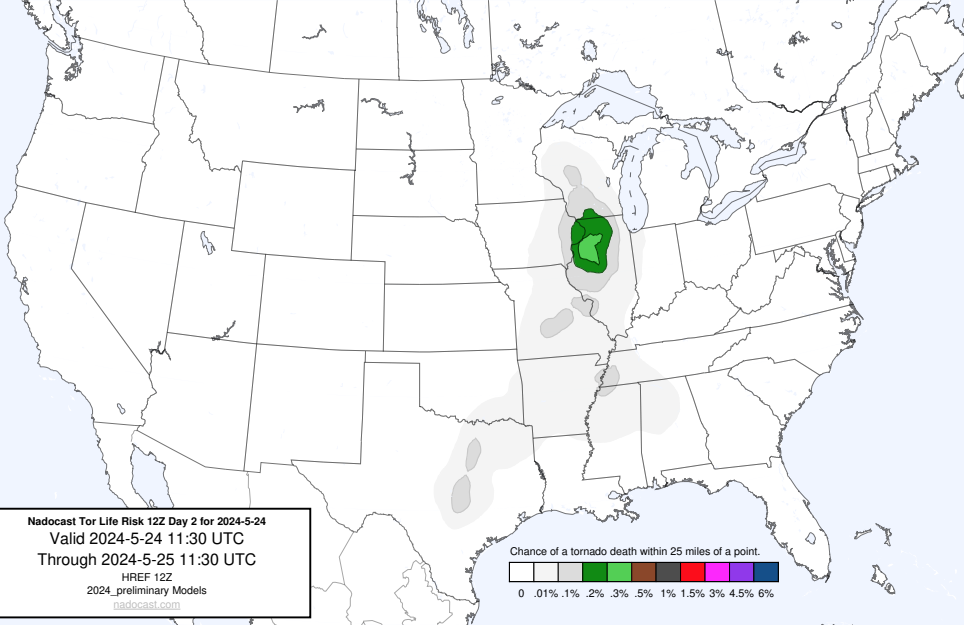 Nadocast Tor Life Risk 12Z Day 2 for 2024-5-24
Valid 2024-5-24 11:30 UTC
Through 2024-5-25 11:30 UTC
HREF 12Z
2024_preliminary Models
nadocast.com
Chance of a tornado death within 25 miles of a point.
0 .01% .1% .2% .3% .5% 1% 1.5% 3% 4.5% 6%